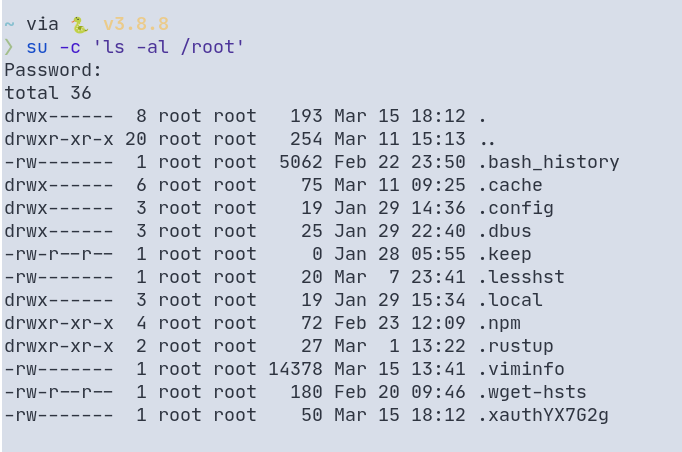 ~ via 🐍 v3.8.8
❯ su -c 'ls -al /root'
Password:
total 36
drwx------  8 root root   193 Mar 15 18:12 .
drwxr-xr-x 20 root root   254 Mar 11 15:13 ..
-rw-------  1 root root  5062 Feb 22 23:50 .bash_history
drwx------  6 root root    75 Mar 11 09:25 .cache
drwx------  3 root root    19 Jan 29 14:36 .config
drwx------  3 root root    25 Jan 29 22:40 .dbus
-rw-r--r--  1 root root     0 Jan 28 05:55 .keep
-rw-------  1 root root    20 Mar  7 23:41 .lesshst
drwx------  3 root root    19 Jan 29 15:34 .local
drwxr-xr-x  4 root root    72 Feb 23 12:09 .npm
drwxr-xr-x  2 root root    27 Mar  1 13:22 .rustup
-rw-------  1 root root 14378 Mar 15 13:41 .viminfo
-rw-r--r--  1 root root   180 Feb 20 09:46 .wget-hsts
-rw-------  1 root root    50 Mar 15 18:12 .xauthYX7G2g